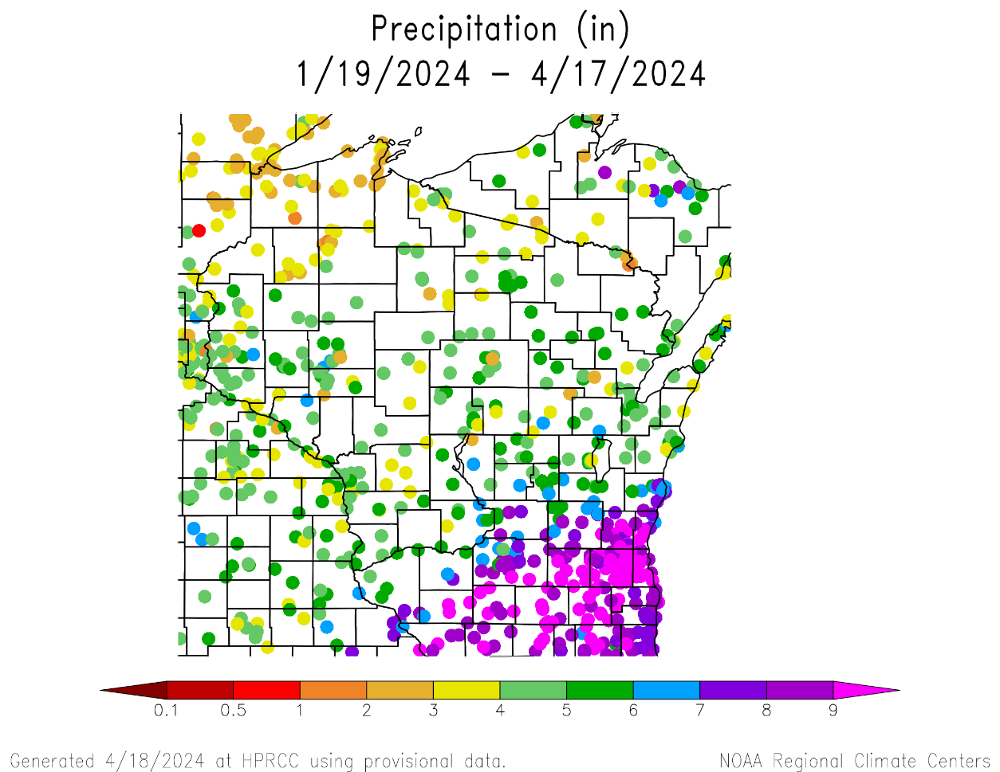 Precipitation (in)
1/19/2024 – 4/17/2024
0.1 0.5 1 2 3 4 5 6 7 8 9
Generated 4/18/2024 at HPRCC using provisional data.
NOAA Regional Climate Centers